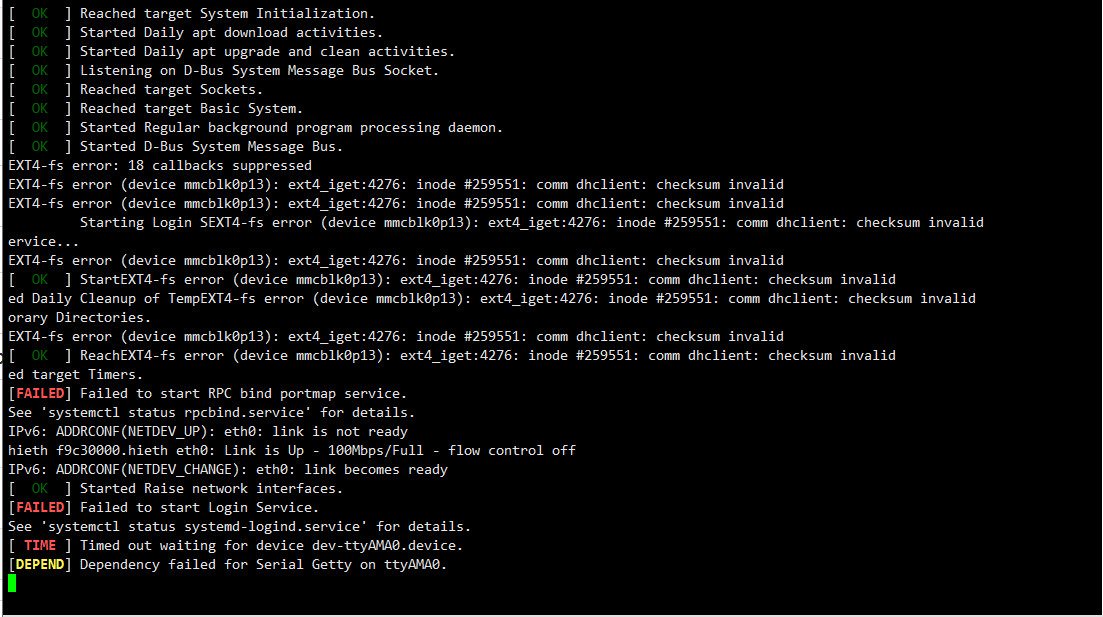 [  OK  ] Reached target System Initialization.
[  OK  ] Started Daily apt download activities.
[  OK  ] Started Daily apt upgrade and clean activities.
[  OK  ] Listening on D-Bus System Message Bus Socket.
[  OK  ] Reached target Sockets.
[  OK  ] Reached target Basic System.
[  OK  ] Started Regular background program processing daemon.
[  OK  ] Started D-Bus System Message Bus.
EXT4-fs error: 18 callbacks suppressed
EXT4-fs error (device mmcblk0p13): ext4_iget:4276: inode #259551: comm dhclient: checksum invalid
EXT4-fs error (device mmcblk0p13): ext4_iget:4276: inode #259551: comm dhclient: checksum invalid
         Starting Login SEXT4-fs error (device mmcblk0p13): ext4_iget:4276: inode #259551: comm dhclient: checksum invalid
ervice...
EXT4-fs error (device mmcblk0p13): ext4_iget:4276: inode #259551: comm dhclient: checksum invalid
[  OK  ] StartEXT4-fs error (device mmcblk0p13): ext4_iget:4276: inode #259551: comm dhclient: checksum invalid
ed Daily Cleanup of TempEXT4-fs error (device mmcblk0p13): ext4_iget:4276: inode #259551: comm dhclient: checksum invalid
orary Directories.
EXT4-fs error (device mmcblk0p13): ext4_iget:4276: inode #259551: comm dhclient: checksum invalid
[  OK  ] ReachEXT4-fs error (device mmcblk0p13): ext4_iget:4276: inode #259551: comm dhclient: checksum invalid
ed target Timers.
[FAILED] Failed to start RPC bind portmap service.
See 'systemctl status rpcbind.service' for details.
IPv6: ADDRCONF(NETDEV_UP): eth0: link is not ready
hieth f9c30000.hieth eth0: Link is Up - 100Mbps/Full - flow control off
IPv6: ADDRCONF(NETDEV_CHANGE): eth0: link becomes ready
[  OK  ] Started Raise network interfaces.
[FAILED] Failed to start Login Service.
See 'systemctl status systemd-logind.service' for details.
[ TIME ] Timed out waiting for device dev-ttyAMA0.device.
[DEPEND] Dependency failed for Serial Getty on ttyAMA0.